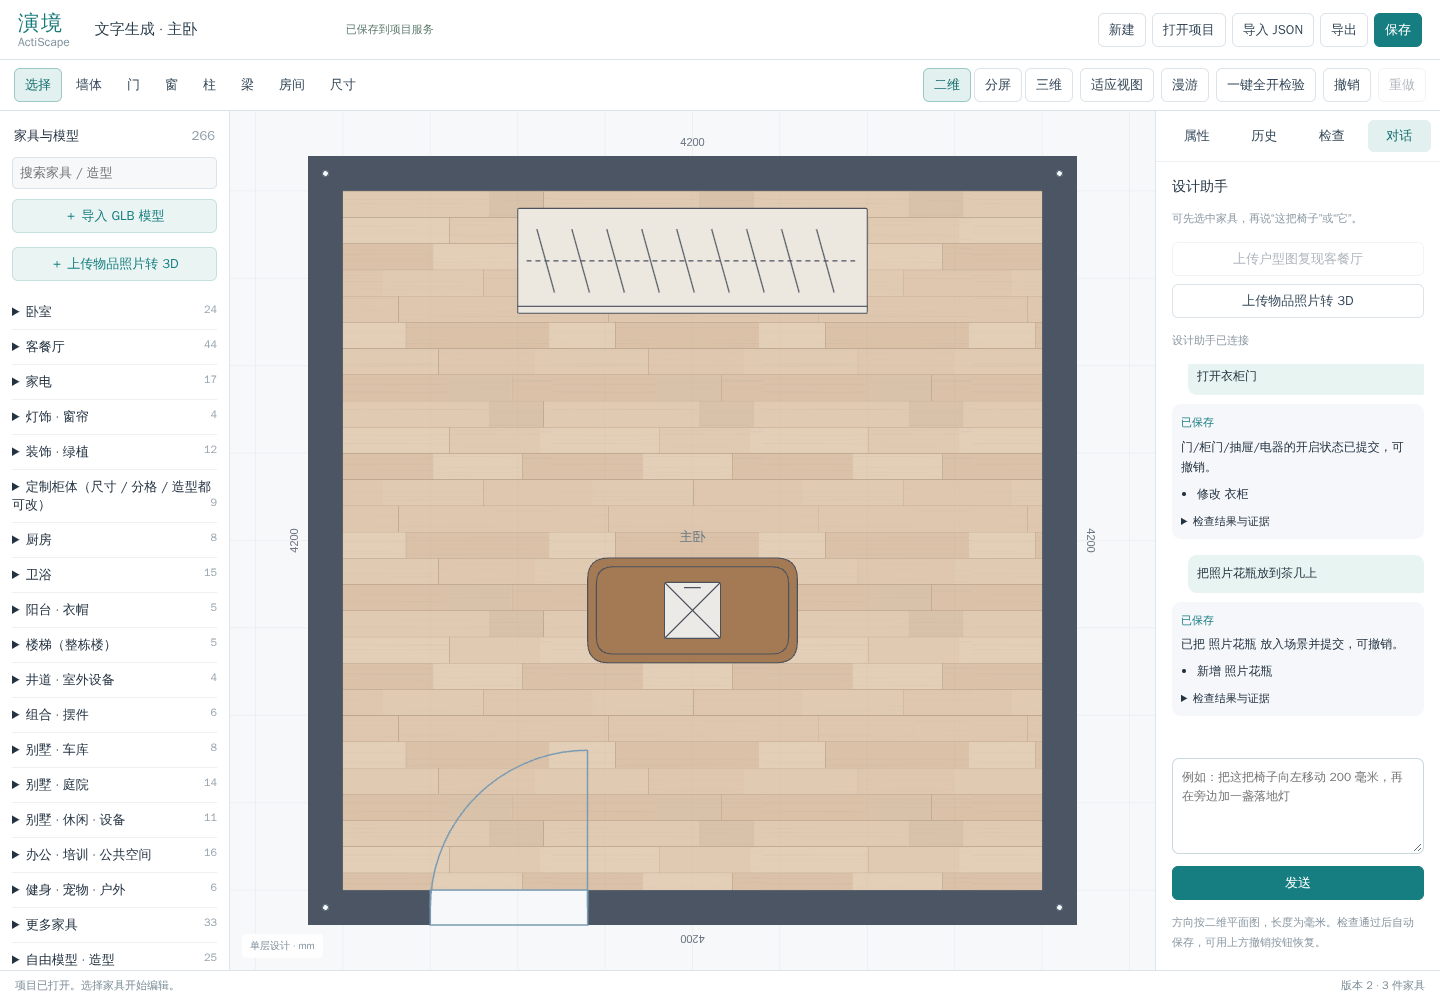 演境
ActiScape
文字生成 · 主卧
已保存到项目服务
新建
打开项目
导入 JSON
导出
保存
选择
墙体
门
窗
柱
梁
房间
尺寸
二维
分屏
三维
适应视图
漫游
一键全开检验
撤销
重做
家具与模型
266
搜索家具 / 造型
+ 导入 GLB 模型
+ 上传物品照片转 3D
▶ 卧室 24
▶ 客餐厅 44
▶ 家电 17
▶ 灯饰 · 窗帘 4
▶ 装饰 · 绿植 12
▶ 定制柜体（尺寸 / 分格 / 造型都
可改） 9
▶ 厨房 8
▶ 卫浴 15
▶ 阳台 · 衣帽 5
▶ 楼梯（整栋楼） 5
▶ 井道 · 室外设备 4
▶ 组合 · 摆件 6
▶ 别墅 · 车库 8
▶ 别墅 · 庭院 14
▶ 别墅 · 休闲 · 设备 11
▶ 办公 · 培训 · 公共空间 16
▶ 健身 · 宠物 · 户外 6
▶ 更多家具 33
▶ 自由模型 · 造型 25
4200
4200
主卧
4200
4200
单层设计 · mm
属性
历史
检查
对话
设计助手
可先选中家具，再说“这把椅子”或“它”。
上传户型图复现客餐厅
上传物品照片转 3D
设计助手已连接
打开衣柜门
已保存
门/柜门/抽屉/电器的开启状态已提交，可
撤销。
• 修改 衣柜
▶ 检查结果与证据
把照片花瓶放到茶几上
已保存
已把 照片花瓶 放入场景并提交，可撤销。
• 新增 照片花瓶
▶ 检查结果与证据
例如：把这把椅子向左移动 200 毫米，再
在旁边加一盏落地灯
发送
方向按二维平面图，长度为毫米。检查通过后自动
保存，可用上方撤销按钮恢复。
项目已打开。选择家具开始编辑。
版本 2 · 3 件家具